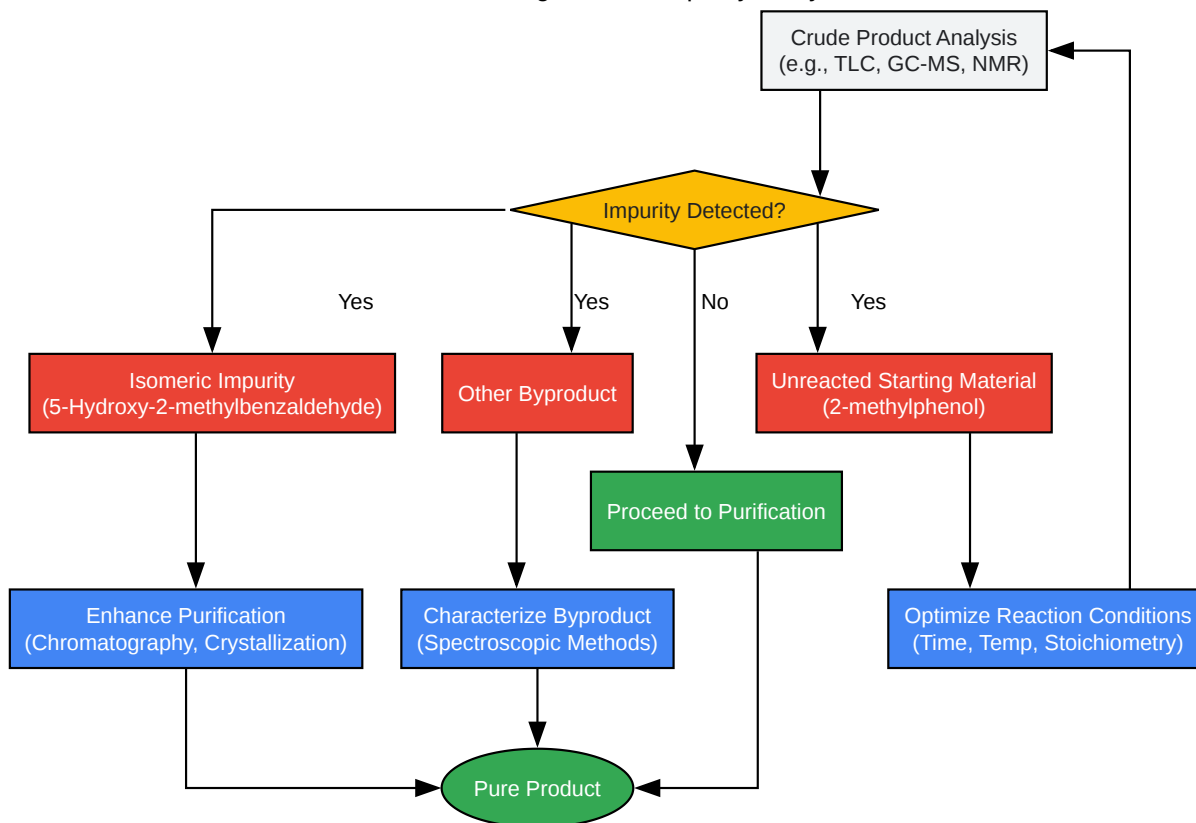 Crude Product Analysis
(e.g., TLC, GC-MS, NMR)
Impurity Detected?
Yes
Yes
No
Yes
Isomeric Impurity
(5-Hydroxy-2-methylbenzaldehyde)
Other Byproduct
Unreacted Starting Material
(2-methylphenol)
Proceed to Purification
Enhance Purification
(Chromatography, Crystallization)
Characterize Byproduct
(Spectroscopic Methods)
Optimize Reaction Conditions
(Time, Temp, Stoichiometry)
Pure Product